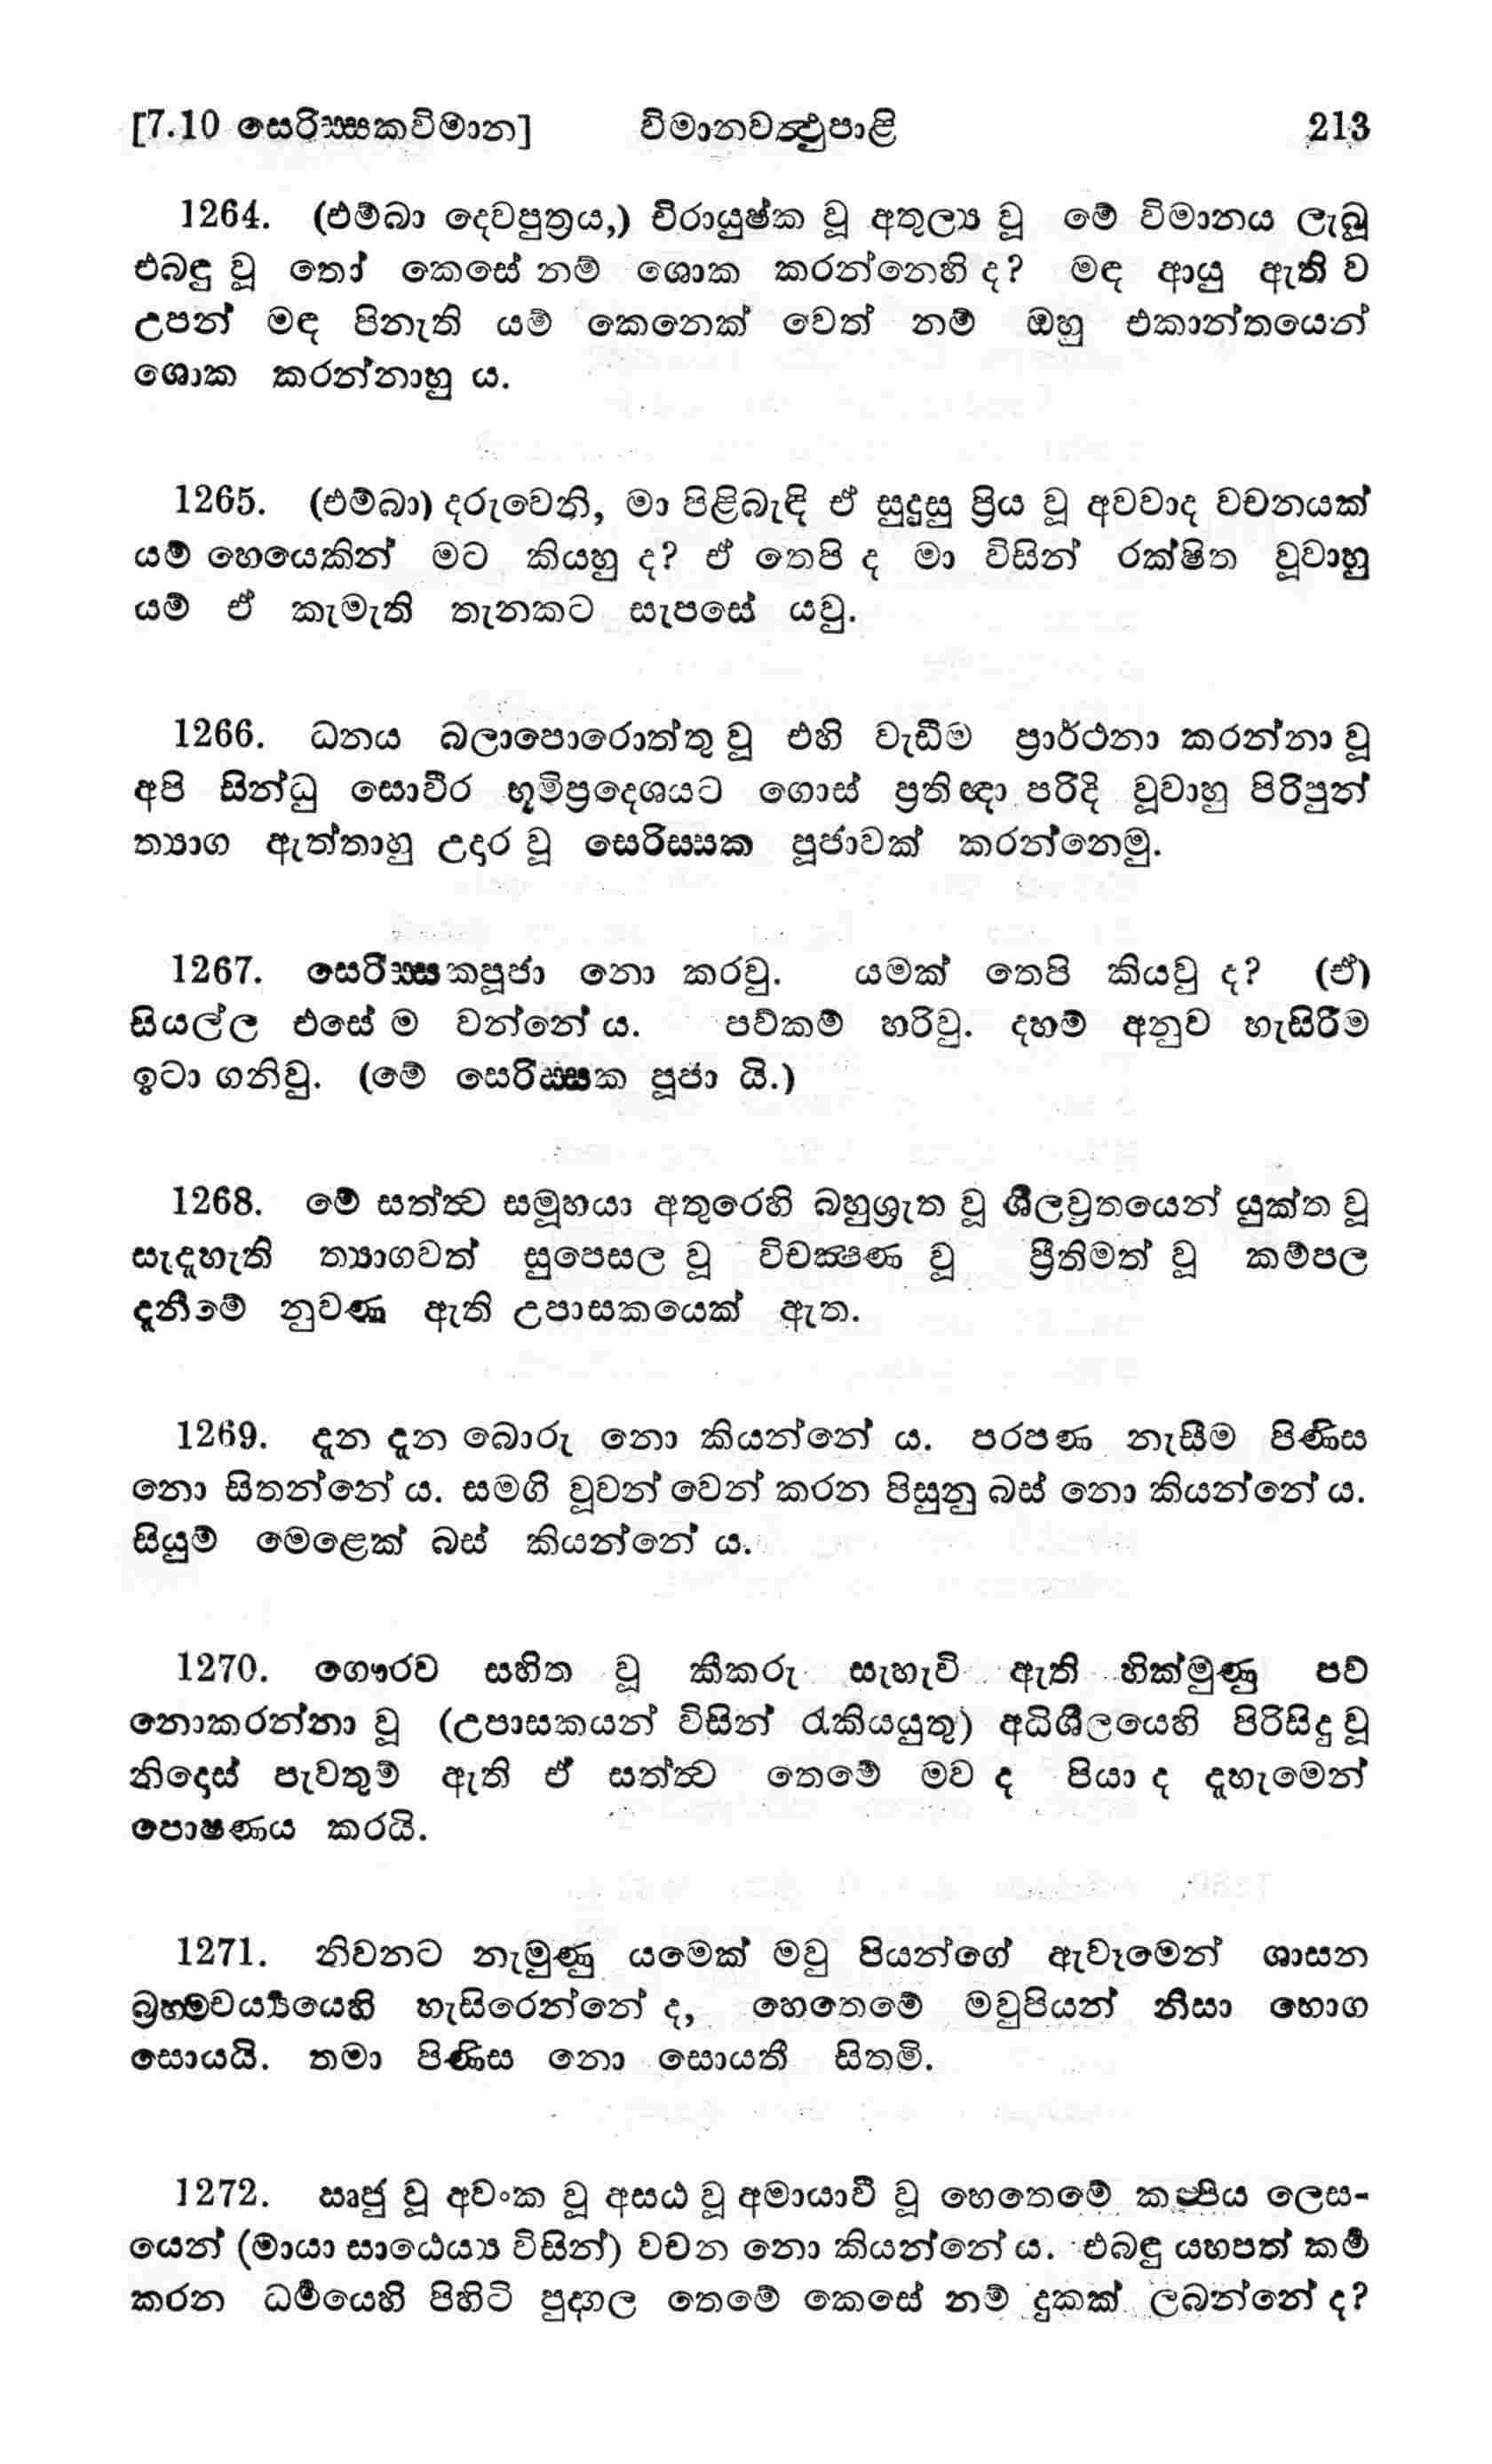 [7.10 සෙරිස්සකවිමාන] විමානවත්‍ථුපාළි 213
1264. (එම්බා දෙවපුත්‍රය,) චිරායුෂ්ක වූ අතුල්‍ය වූ මේ විමානය ලැබූ
එබඳු වූ තෝ කෙසේ නම් ශොක කරන්නෙහි ද? මඳ ආයු ඇති ව
උපන් මඳ පිනැති යම් කෙනෙක් වෙත් නම් ඔහු එකාන්තයෙන්
ශොක කරන්නාහු ය.
1265. (එම්බා) දරුවෙනි, මා පිළිබැඳි ඒ සුදුසු ප්‍රිය වූ අවවාද වචනයක්
යම් හෙයෙකින් මට කියහු ද? ඒ තෙපි ද මා විසින් රක්ෂිත වූවාහු
යම් ඒ කැමැති තැනකට සැපසේ යවු.
1266. ධනය බලාපොරොත්තු වූ එහි වැඩීම ප්‍රාර්ථනා කරන්නා වූ
අපි සින්ධු සොවීර භූමිප්‍රදෙශයට ගොස් ප්‍රතිඥා පරිදි වූවාහු පිරිපුන්
ත්‍යාග ඇත්තාහු උදාර වූ සෙරිස්සක පූජාවක් කරන්නෙමු.
1267. සෙරිස්සකපූජා නො කරවු. යමක් තෙපි කියවු ද? (ඒ)
සියල්ල එසේ ම වන්නේ ය. පව්කම් හරිවු. දහම් අනුව හැසිරීම
ඉටා ගනිවු. (මේ සෙරිස්සක පූජා යි.)
1268. මේ සත්ත්‍ව සමූහයා අතුරෙහි බහුශ්‍රැත වූ ශීලව්‍රතයෙන් යුක්ත වූ
සැදැහැති ත්‍යාගවත් සුපෙසල වූ විචක්‍ෂණ වූ ප්‍රීතිමත් වූ කම්පල
දැනීමේ නුවණ ඇති උපාසකයෙක් ඇත.
1269. දැන දැන බොරු නො කියන්නේ ය. පරපණ නැසීම පිණිස
නො සිතන්නේ ය. සමගි වූවන් වෙන් කරන පිසුනු බස් නො කියන්නේ ය.
සියුම් මෙළෙක් බස් කියන්නේ ය.
1270. ගෞරව සහිත වූ කීකරු සැහැවි ඇති හික්මුණු පව්
නොකරන්නා වූ (උපාසකයන් විසින් රැකියයුතු) අධිශීලයෙහි පිරිසිදු වූ
නිදොස් පැවතුම් ඇති ඒ සත්ත්‍ව තෙමේ මව ද පියා ද දැහැමෙන්
පොෂණය කරයි.
1271. නිවනට නැමුණු යමෙක් මවු පියන්ගේ ඇවෑමෙන් ශාසන
බ්‍රහ්මචර්‍ය්‍යයෙහි හැසිරෙන්නේ ද, හෙතෙමේ මවුපියන් නිසා භොග
සොයයි. තමා පිණිස නො සොයතී සිතමි.
1272. සෘජු වූ අවංක වූ අසඨ වූ අමායාවී වූ හෙතෙමේ කප්පිය ලෙස-
යෙන් (මායා සාඨෙය්‍ය විසින්) වචන නො කියන්නේ ය. එබඳු යහපත් කර්‍ම
කරන ධර්‍මයෙහි පිහිටි පුද්ගල තෙමේ කෙසේ නම් දුකක් ලබන්නේ ද?